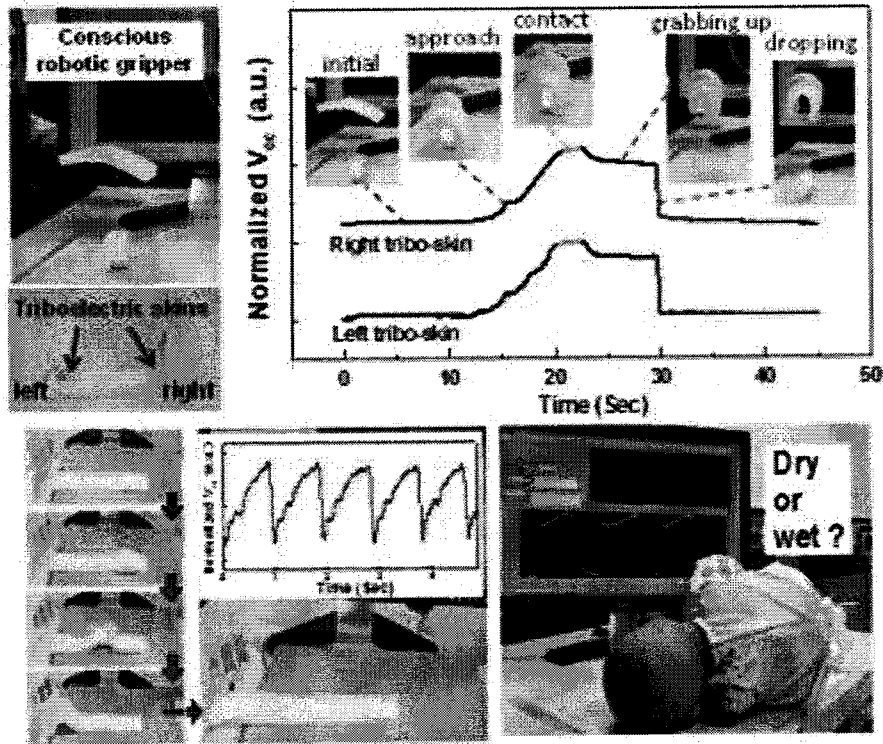 Conscious
robotic gripper
Triboelectric skins
left
right
Normalized V_oc (a.u.)
initial
approach
contact
grabbing up
dropping
Right tribo-skin
Left tribo-skin
0 10 20 30 40 50
Time (Sec)
Time (Sec)
Dry
or
wet ?